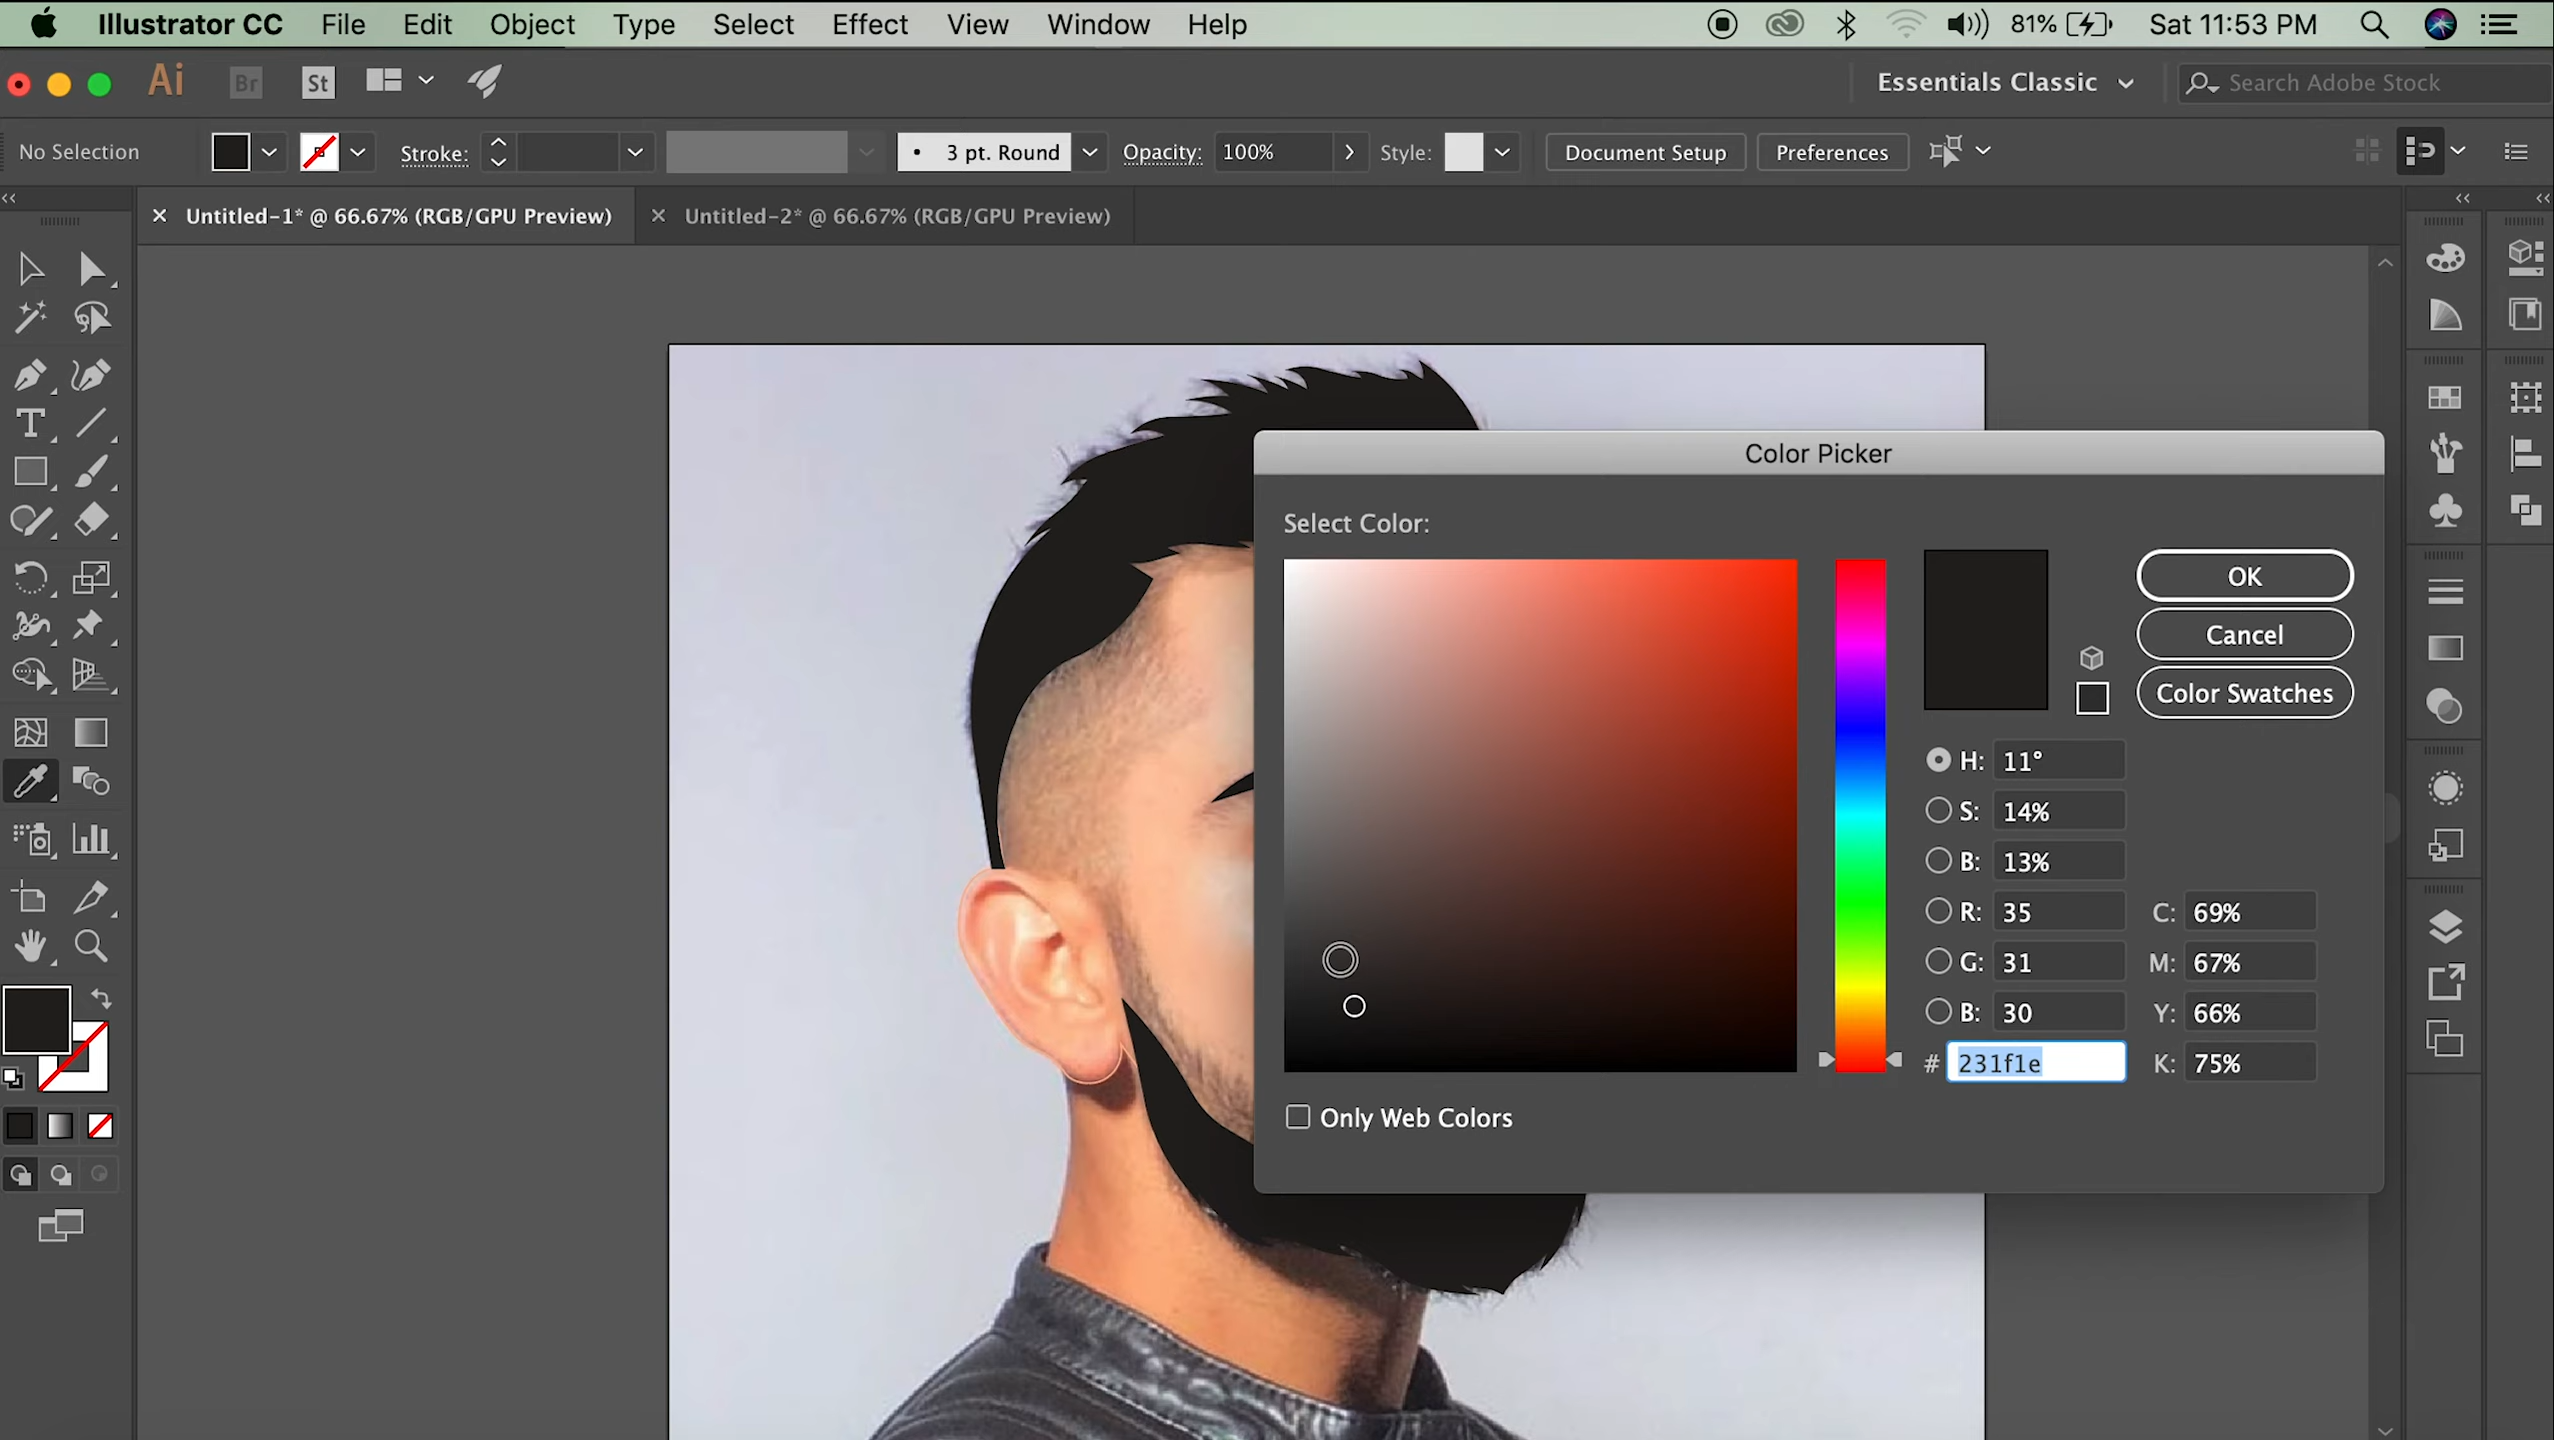 Illustrator CC File Edit Object Type Select Effect View Window Help 81% Sat 11:53 PM
Ai Br St Essentials Classic Search Adobe Stock
No Selection Stroke: 3 pt. Round Opacity: 100% Style: Document Setup Preferences
Untitled-1* @ 66.67% (RGB/GPU Preview) Untitled-2* @ 66.67% (RGB/GPU Preview)
Color Picker
Select Color:
OK
Cancel
Color Swatches
H: 11°
S: 14%
B: 13%
R: 35 C: 69%
G: 31 M: 67%
B: 30 Y: 66%
# 231f1e K: 75%
Only Web Colors